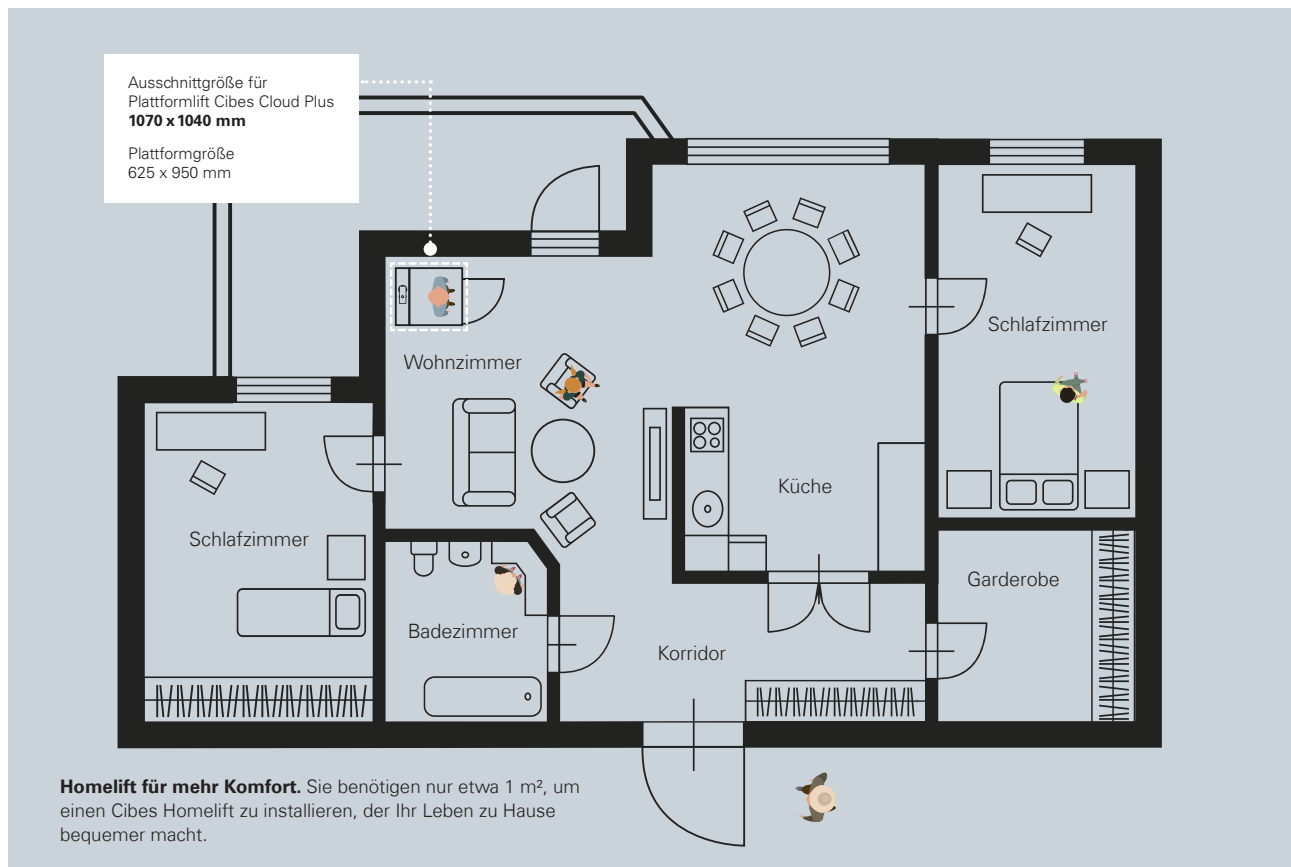 Ausschnittgröße für
Plattformlift Cibes Cloud Plus
1070 x 1040 mm
Plattformgröße
625 x 950 mm
Schlafzimmer
Wohnzimmer
Küche
Schlafzimmer
Garderobe
Badezimmer
Korridor
Homelift für mehr Komfort. Sie benötigen nur etwa 1 m², um
einen Cibes Homelift zu installieren, der Ihr Leben zu Hause
bequemer macht.